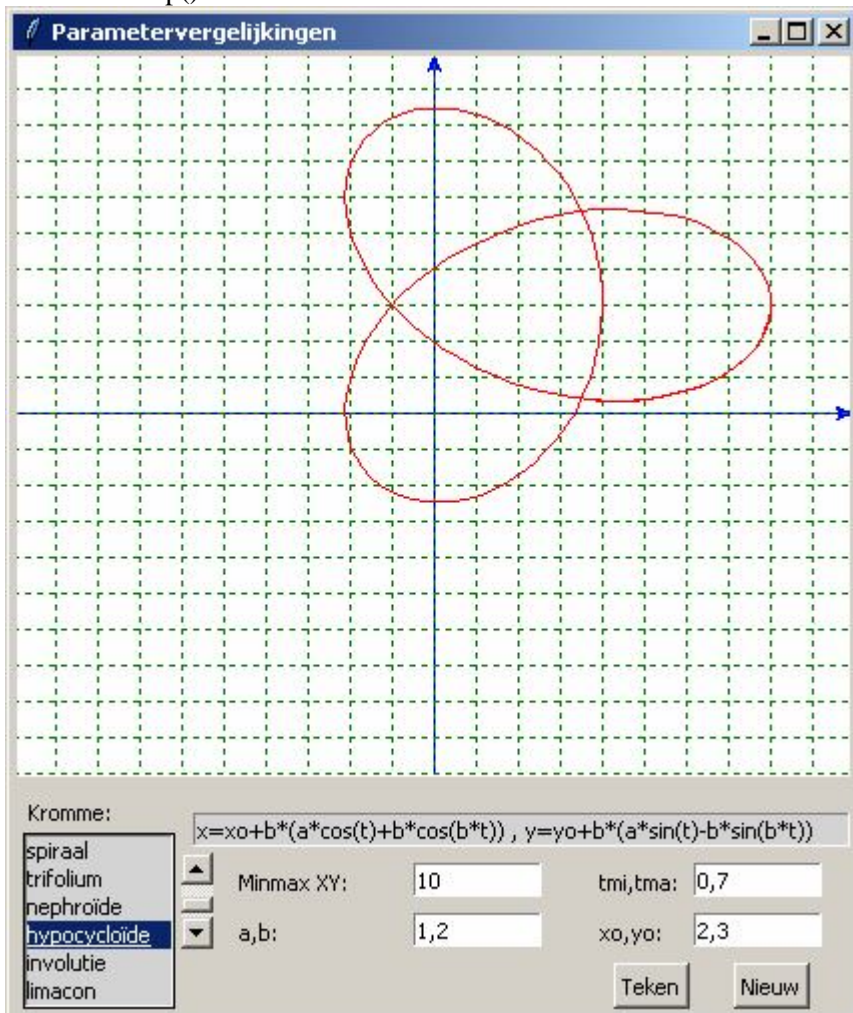 Parametervergelijkingen
Kromme:
x=xo+b*(a*cos(t)+b*cos(b*t)) , y=yo+b*(a*sin(t)-b*sin(b*t))
spiraal
trifolium
nephroïde
hypocycloïde
involutie
limacon
Minmax XY: 10 tmi,tma: 0,7
a,b: 1,2 xo,yo: 2,3
Teken Nieuw